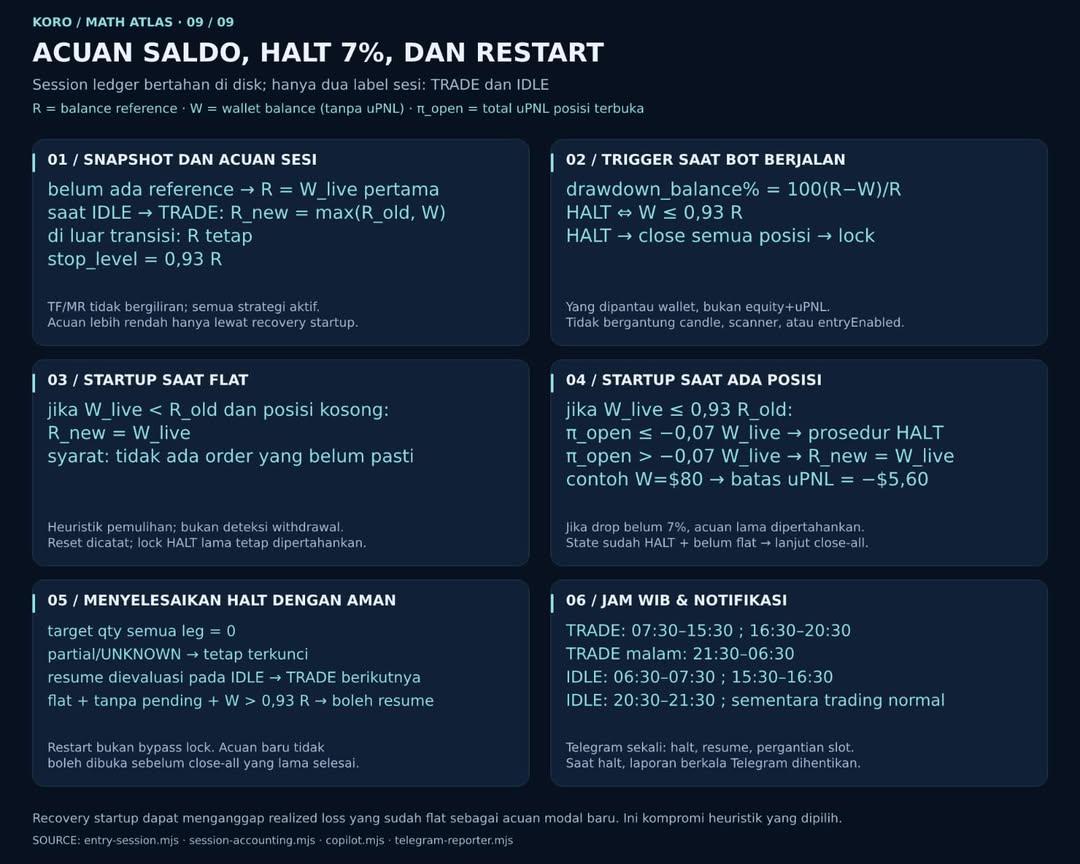 KORO / MATH ATLAS · 09 / 09
ACUAN SALDO, HALT 7%, DAN RESTART
Session ledger bertahan di disk; hanya dua label sesi: TRADE dan IDLE
R = balance reference · W = wallet balance (tanpa uPNL) · π_open = total uPNL posisi terbuka
01 / SNAPSHOT DAN ACUAN SESI
belum ada reference → R = W_live pertama
saat IDLE → TRADE: R_new = max(R_old, W)
di luar transisi: R tetap
stop_level = 0,93 R
TF/MR tidak bergiliran; semua strategi aktif.
Acuan lebih rendah hanya lewat recovery startup.
02 / TRIGGER SAAT BOT BERJALAN
drawdown_balance% = 100(R−W)/R
HALT ⇔ W ≤ 0,93 R
HALT → close semua posisi → lock
Yang dipantau wallet, bukan equity+uPNL.
Tidak bergantung candle, scanner, atau entryEnabled.
03 / STARTUP SAAT FLAT
jika W_live < R_old dan posisi kosong:
R_new = W_live
syarat: tidak ada order yang belum pasti
Heuristik pemulihan; bukan deteksi withdrawal.
Reset dicatat; lock HALT lama tetap dipertahankan.
04 / STARTUP SAAT ADA POSISI
jika W_live ≤ 0,93 R_old:
π_open ≤ −0,07 W_live → prosedur HALT
π_open > −0,07 W_live → R_new = W_live
contoh W=$80 → batas uPNL = −$5,60
Jika drop belum 7%, acuan lama dipertahankan.
State sudah HALT + belum flat → lanjut close-all.
05 / MENYELESAIKAN HALT DENGAN AMAN
target qty semua leg = 0
partial/UNKNOWN → tetap terkunci
resume dievaluasi pada IDLE → TRADE berikutnya
flat + tanpa pending + W > 0,93 R → boleh resume
Restart bukan bypass lock. Acuan baru tidak
boleh dibuka sebelum close-all yang lama selesai.
06 / JAM WIB & NOTIFIKASI
TRADE: 07:30–15:30 ; 16:30–20:30
TRADE malam: 21:30–06:30
IDLE: 06:30–07:30 ; 15:30–16:30
IDLE: 20:30–21:30 ; sementara trading normal
Telegram sekali: halt, resume, pergantian slot.
Saat halt, laporan berkala Telegram dihentikan.
Recovery startup dapat menganggap realized loss yang sudah flat sebagai acuan modal baru. Ini kompromi heuristik yang dipilih.
SOURCE: entry-session.mjs · session-accounting.mjs · copilot.mjs · telegram-reporter.mjs